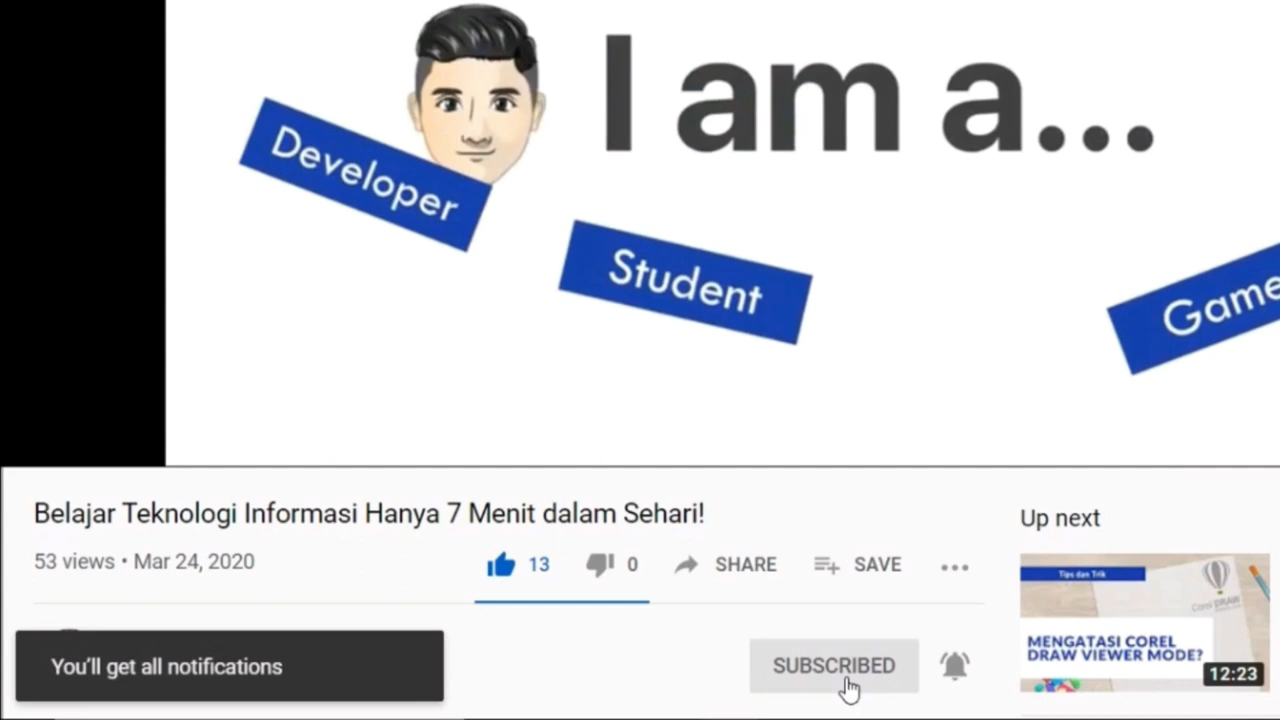 I am a...
Developer
Student
Game
Belajar Teknologi Informasi Hanya 7 Menit dalam Sehari!
53 views • Mar 24, 2020
13
0
SHARE
SAVE
Up next
Tips dan Trik
Corel DRAW
MENGATASI COREL
DRAW VIEWER MODE?
12:23
You'll get all notifications
SUBSCRIBED